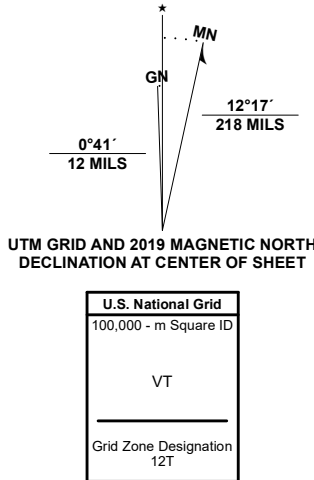 ★
MN
GN
12°17´
218 MILS
0°41´
12 MILS
UTM GRID AND 2019 MAGNETIC NORTH
DECLINATION AT CENTER OF SHEET
U.S. National Grid
100,000 - m Square ID
VT
Grid Zone Designation
12T